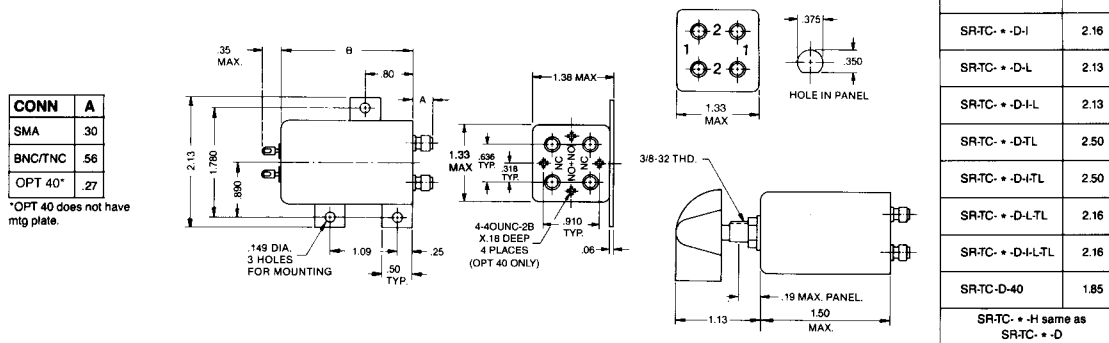 CONN A
SMA .30
BNC/TNC .56
OPT 40* .27
*OPT 40 does not have
mtg plate.
.35
MAX.
B
.80
A
2.13
1.780
.890
.149 DIA.
3 HOLES
FOR MOUNTING
1.09
.25
.50
TYP.
1.38 MAX
1.33
MAX
.636
TYP.
.318
TYP.
NC
NO+NO
NC
4-40UNC-2B
X.18 DEEP
4 PLACES
(OPT 40 ONLY)
.910
TYP.
.06
2
1 1
2
1.33
MAX
.375
.350
HOLE IN PANEL
3/8-32 THD.
.19 MAX. PANEL.
1.13
1.50
MAX.
SR-TC- * -D-I 2.16
SR-TC- * -D-L 2.13
SR-TC- * -D-I-L 2.13
SR-TC- * -D-TL 2.50
SR-TC- * -D-I-TL 2.50
SR-TC- * -D-L-TL 2.16
SR-TC- * -D-I-L-TL 2.16
SR-TC-D-40 1.85
SR-TC- * -H same as
SR-TC- * -D